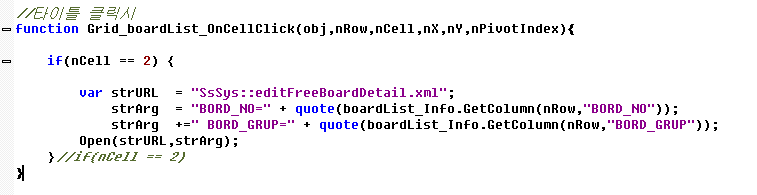 //타이틀 클릭시
function Grid_boardList_OnCellClick(obj,nRow,nCell,nX,nY,nPivotIndex){
if(nCell == 2) {
var strURL = "SsSys::editFreeBoardDetail.xml";
strArg = "BORD_NO=" + quote(boardList_Info.GetColumn(nRow,"BORD_NO"));
strArg +=" BORD_GRUP=" + quote(boardList_Info.GetColumn(nRow,"BORD_GRUP"));
Open(strURL,strArg);
}//if(nCell == 2)
}